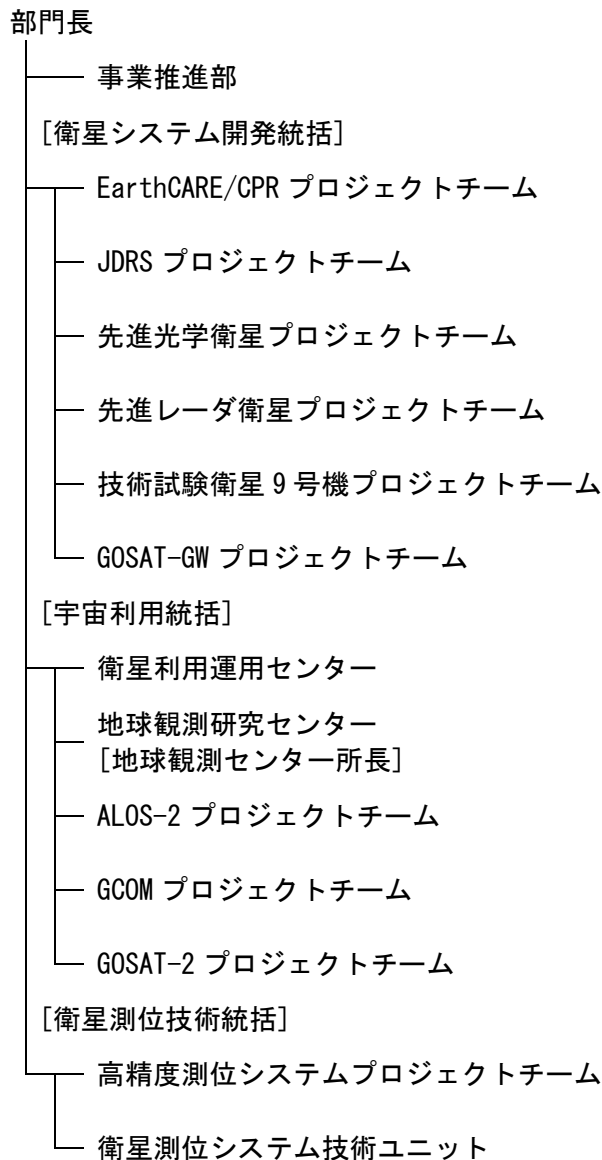 部門長
事業推進部
[衛星システム開発統括]
EarthCARE/CPR プロジェクトチーム
JDRS プロジェクトチーム
先進光学衛星プロジェクトチーム
先進レーダ衛星プロジェクトチーム
技術試験衛星 9 号機プロジェクトチーム
GOSAT-GW プロジェクトチーム
[宇宙利用統括]
衛星利用運用センター
地球観測研究センター
[地球観測センター所長]
ALOS-2 プロジェクトチーム
GCOM プロジェクトチーム
GOSAT-2 プロジェクトチーム
[衛星測位技術統括]
高精度測位システムプロジェクトチーム
衛星測位システム技術ユニット